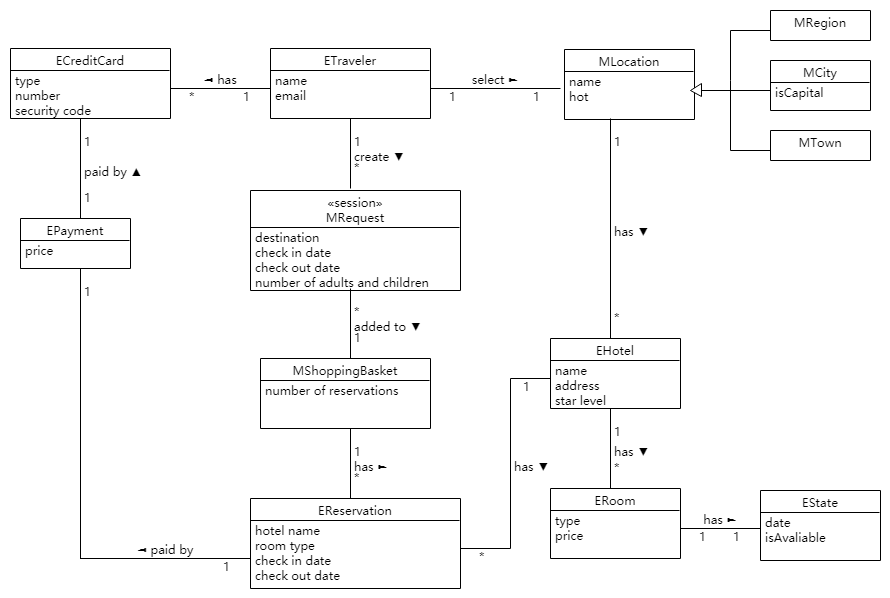 MRegion
ECreditCard
type
number
security code
◄ has
*
1
ETraveler
name
email
select ►
1
1
MLocation
name
hot
MCity
isCapital
MTown
1
paid by ▲
1
1
create ▼
*
1
has ▼
*
«session»
MRequest
destination
check in date
check out date
number of adults and children
EPayment
price
1
*
added to ▼
1
MShoppingBasket
number of reservations
EHotel
name
address
star level
1
1
has ▼
*
1
has ►
*
has ▼
EReservation
hotel name
room type
check in date
check out date
◄ paid by
1
*
ERoom
type
price
has ►
1
1
EState
date
isAvaliable